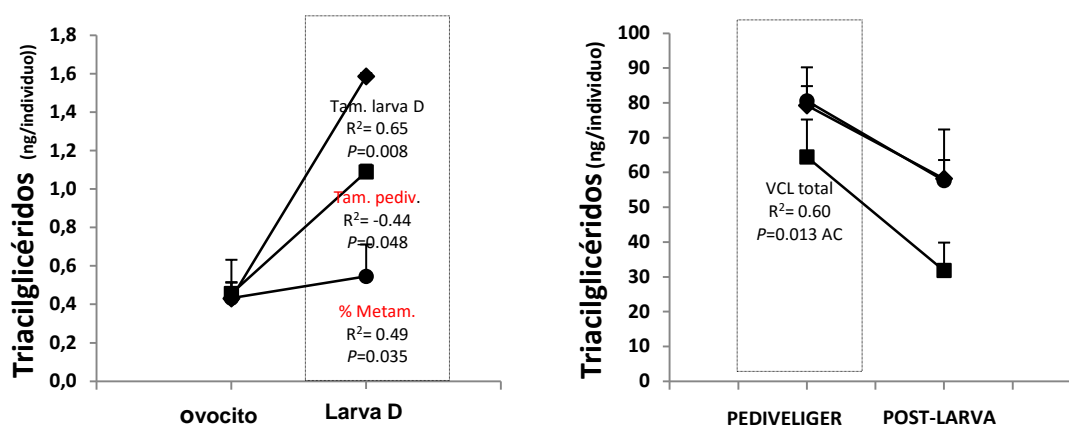 Triacilglicéridos (ng/individuo))
1,8
1,6
1,4
1,2
1,0
0,8
0,6
0,4
0,2
0,0
Tam. larva D
R2= 0.65
P=0.008
Tam. pediv.
R2= -0.44
P=0.048
% Metam.
R2= 0.49
P=0.035
ovocito
Larva D
Triacilglicéridos (ng/individuo)
100
90
80
70
60
50
40
30
20
10
0
VCL total
R2= 0.60
P=0.013 AC
PEDIVELIGER
POST-LARVA